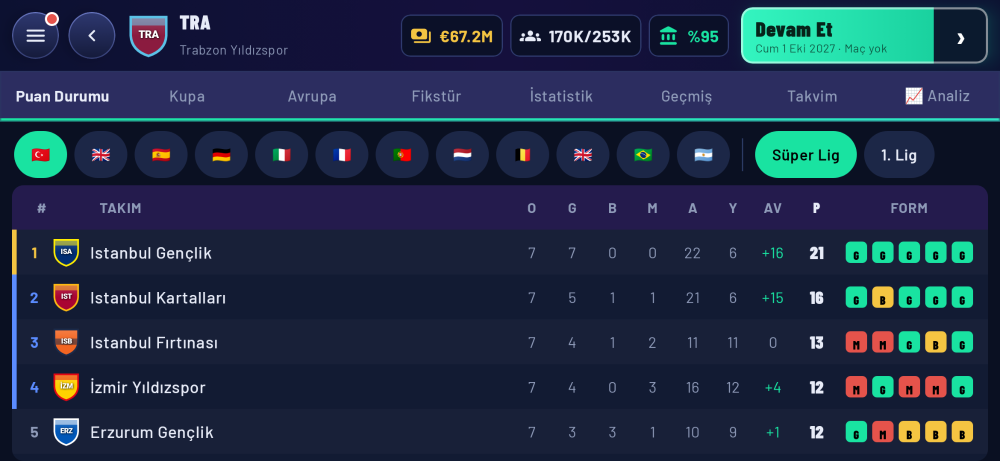 TRA
TRA
Trabzon Yıldızspor
€67.2M
170K/253K
%95
Devam Et
Cum 1 Eki 2027 · Maç yok
›
Puan Durumu Kupa Avrupa Fikstür İstatistik Geçmiş Takvim Analiz
Süper Lig 1. Lig
# TAKIM O G B M A Y AV P FORM
1 ISA Istanbul Gençlik 7 7 0 0 22 6 +16 21 G G G G G
2 IST Istanbul Kartalları 7 5 1 1 21 6 +15 16 G B G G G
3 ISB Istanbul Fırtınası 7 4 1 2 11 11 0 13 M M G B G
4 IZM İzmir Yıldızspor 7 4 0 3 16 12 +4 12 M G M M G
5 ERZ Erzurum Gençlik 7 3 3 1 10 9 +1 12 G M B B B